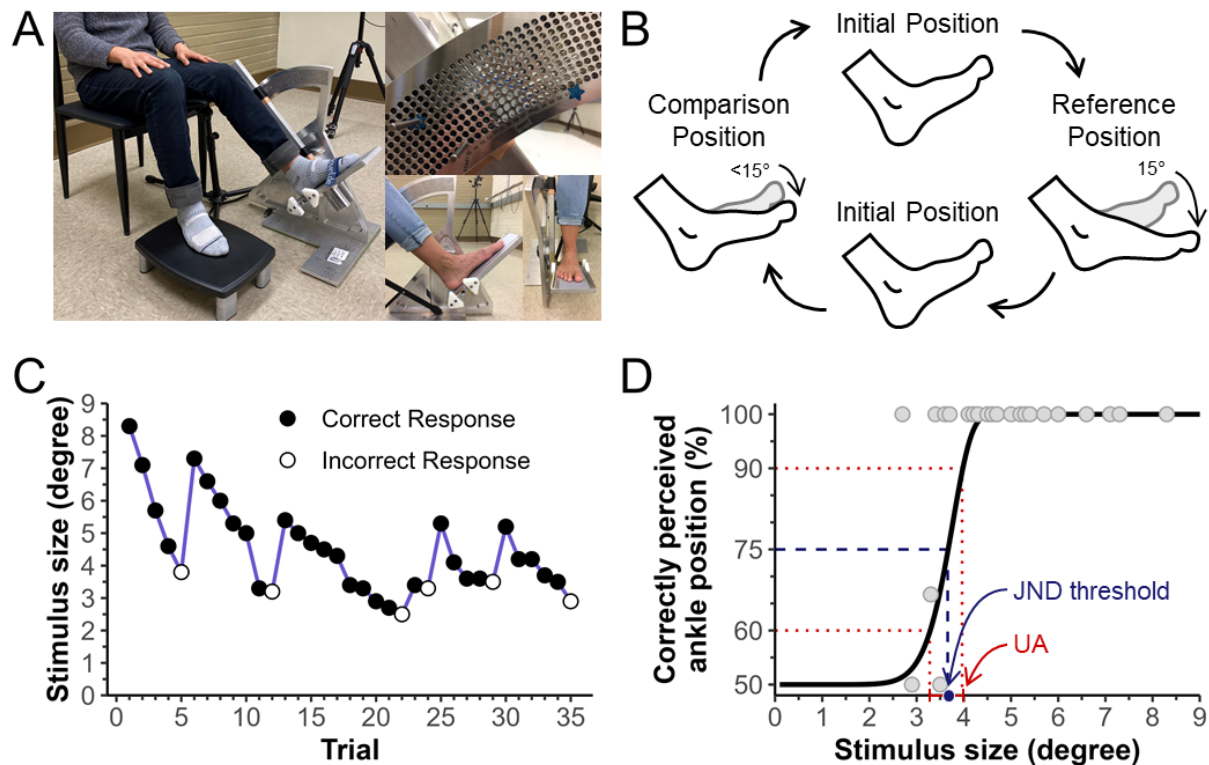 A
B
Initial Position
Comparison
Position
Reference
Position
<15°
15°
Initial Position
C
Stimulus size (degree)
9
8
7
6
5
4
3
2
1
0
Correct Response
Incorrect Response
0
5
10
15
20
25
30
35
Trial
D
Correctly perceived
ankle position (%)
100
90
75
60
50
JND threshold
UA
0
1
2
3
4
5
6
7
8
9
Stimulus size (degree)